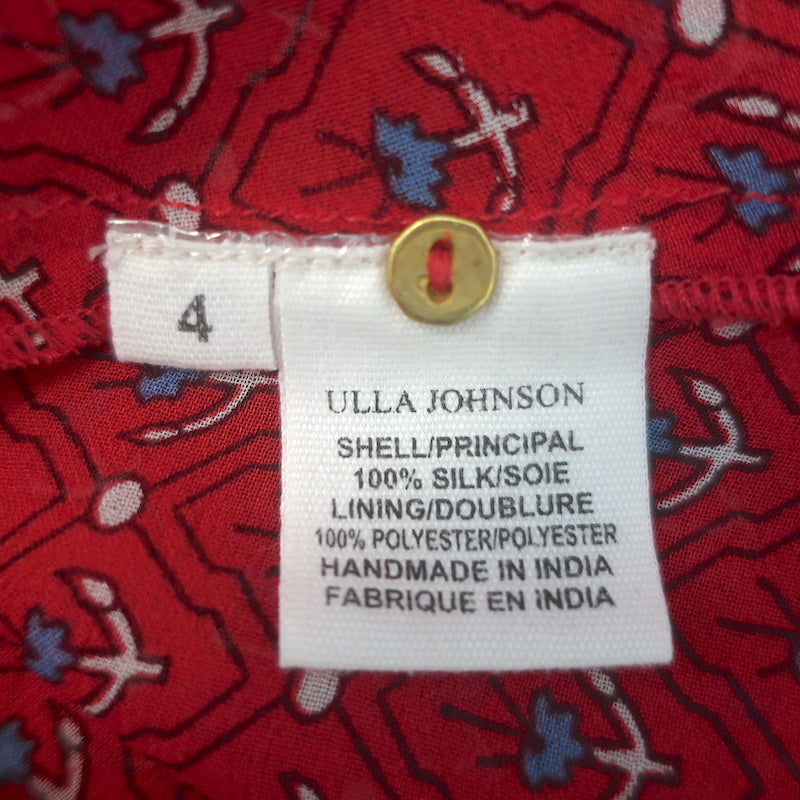 4
ULLA JOHNSON
SHELL/PRINCIPAL
100% SILK/SOIE
LINING/DOUBLURE
100% POLYESTER/POLYESTER
HANDMADE IN INDIA
FABRIQUE EN INDIA